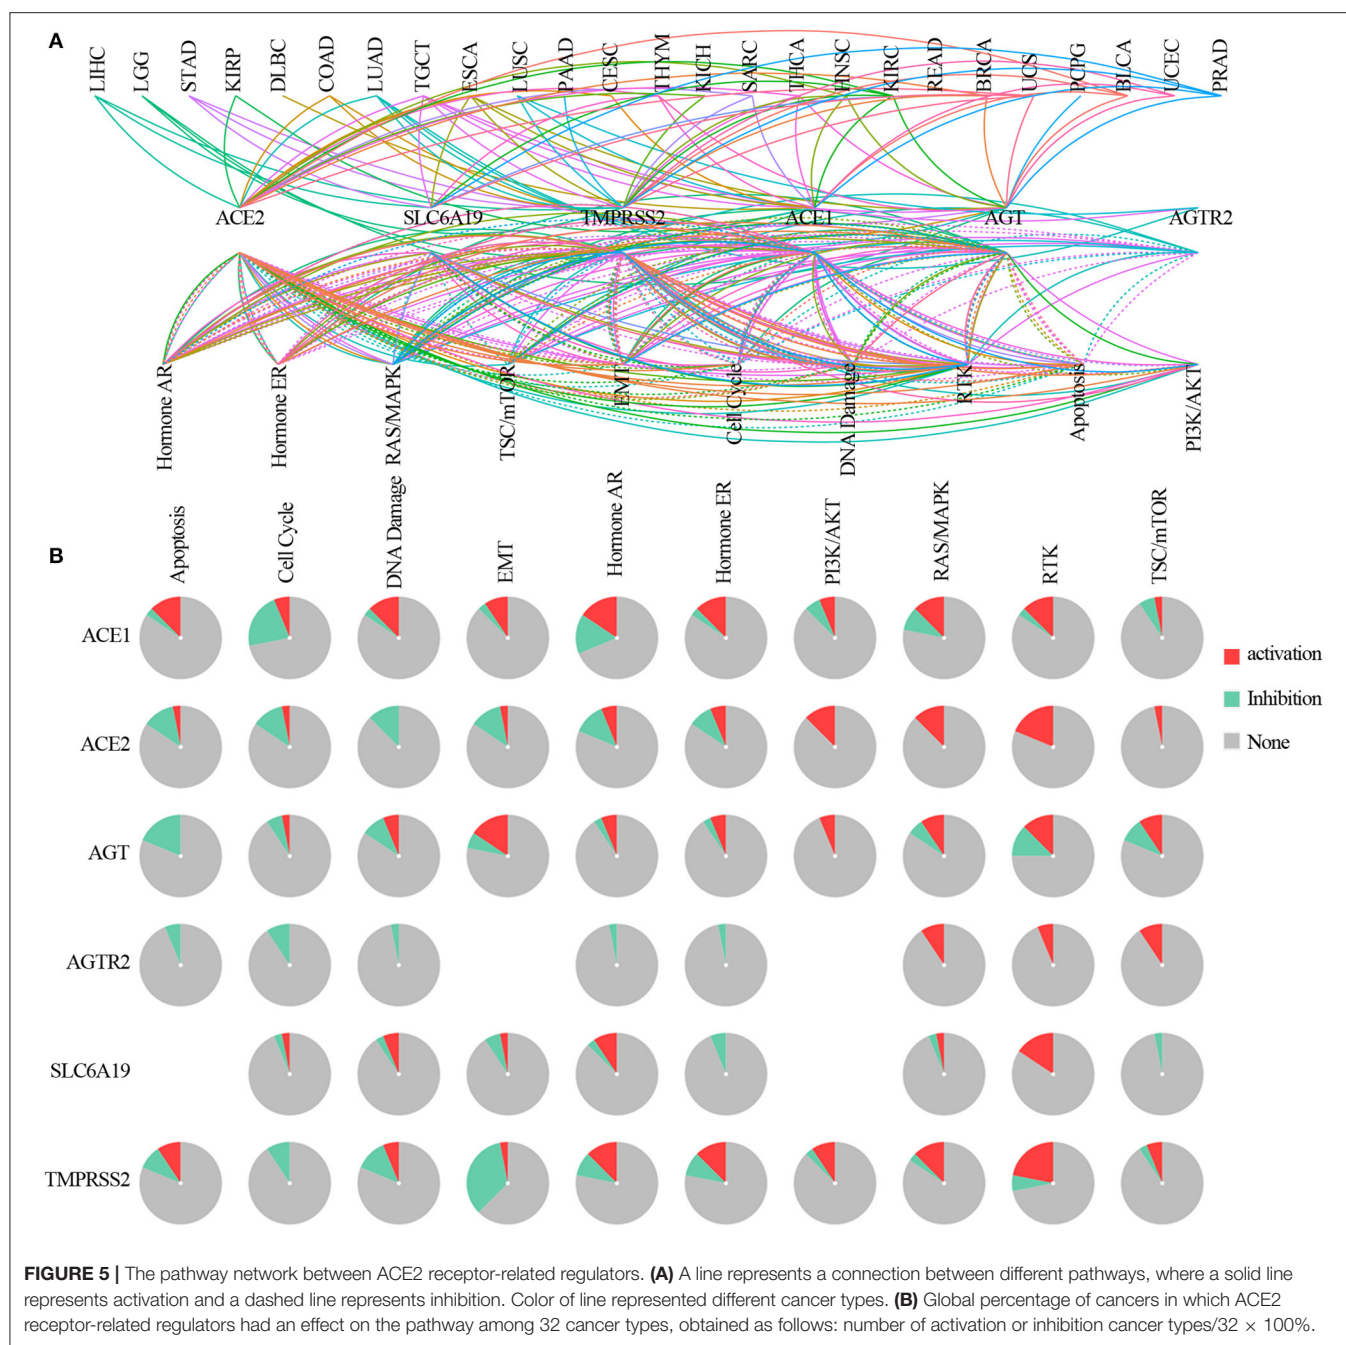 A
LIHC LGG STAD KIRP DLBC COAD LUAD TGCT ESCA LUSC PAAD CESC THYM KICH SARC THCA HNSC KIRC READ BRCA UCS PCPG BLCA UCEC PRAD
ACE2 SLC6A19 TMPRSS2 ACE1 AGT AGTR2
Hormone AR Hormone ER RAS/MAPK TSC/mTOR EMT Cell Cycle DNA Damage RTK Apoptosis PI3K/AKT
B
Apoptosis Cell Cycle DNA Damage EMT Hormone AR Hormone ER PI3K/AKT RAS/MAPK RTK TSC/mTOR
ACE1
ACE2
AGT
AGTR2
SLC6A19
TMPRSS2
activation
Inhibition
None
FIGURE 5 | The pathway network between ACE2 receptor-related regulators. (A) A line represents a connection between different pathways, where a solid line
represents activation and a dashed line represents inhibition. Color of line represented different cancer types. (B) Global percentage of cancers in which ACE2
receptor-related regulators had an effect on the pathway among 32 cancer types, obtained as follows: number of activation or inhibition cancer types/32 × 100%.